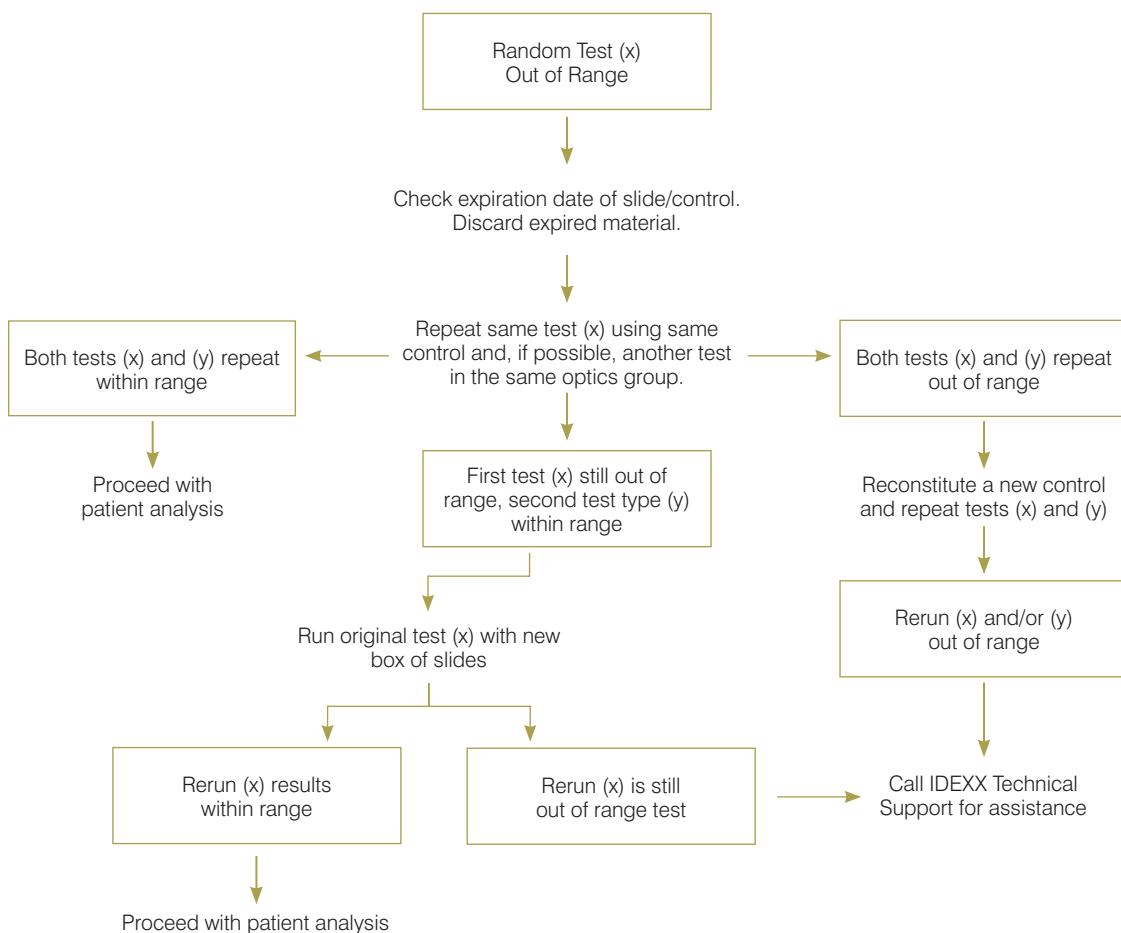 Random Test (x)
Out of Range
Check expiration date of slide/control.
Discard expired material.
Repeat same test (x) using same
control and, if possible, another test
in the same optics group.
Both tests (x) and (y) repeat
within range
Both tests (x) and (y) repeat
out of range
Proceed with
patient analysis
First test (x) still out of
range, second test type (y)
within range
Reconstitute a new control
and repeat tests (x) and (y)
Rerun (x) and/or (y)
out of range
Run original test (x) with new
box of slides
Rerun (x) results
within range
Rerun (x) is still
out of range test
Call IDEXX Technical
Support for assistance
Proceed with patient analysis